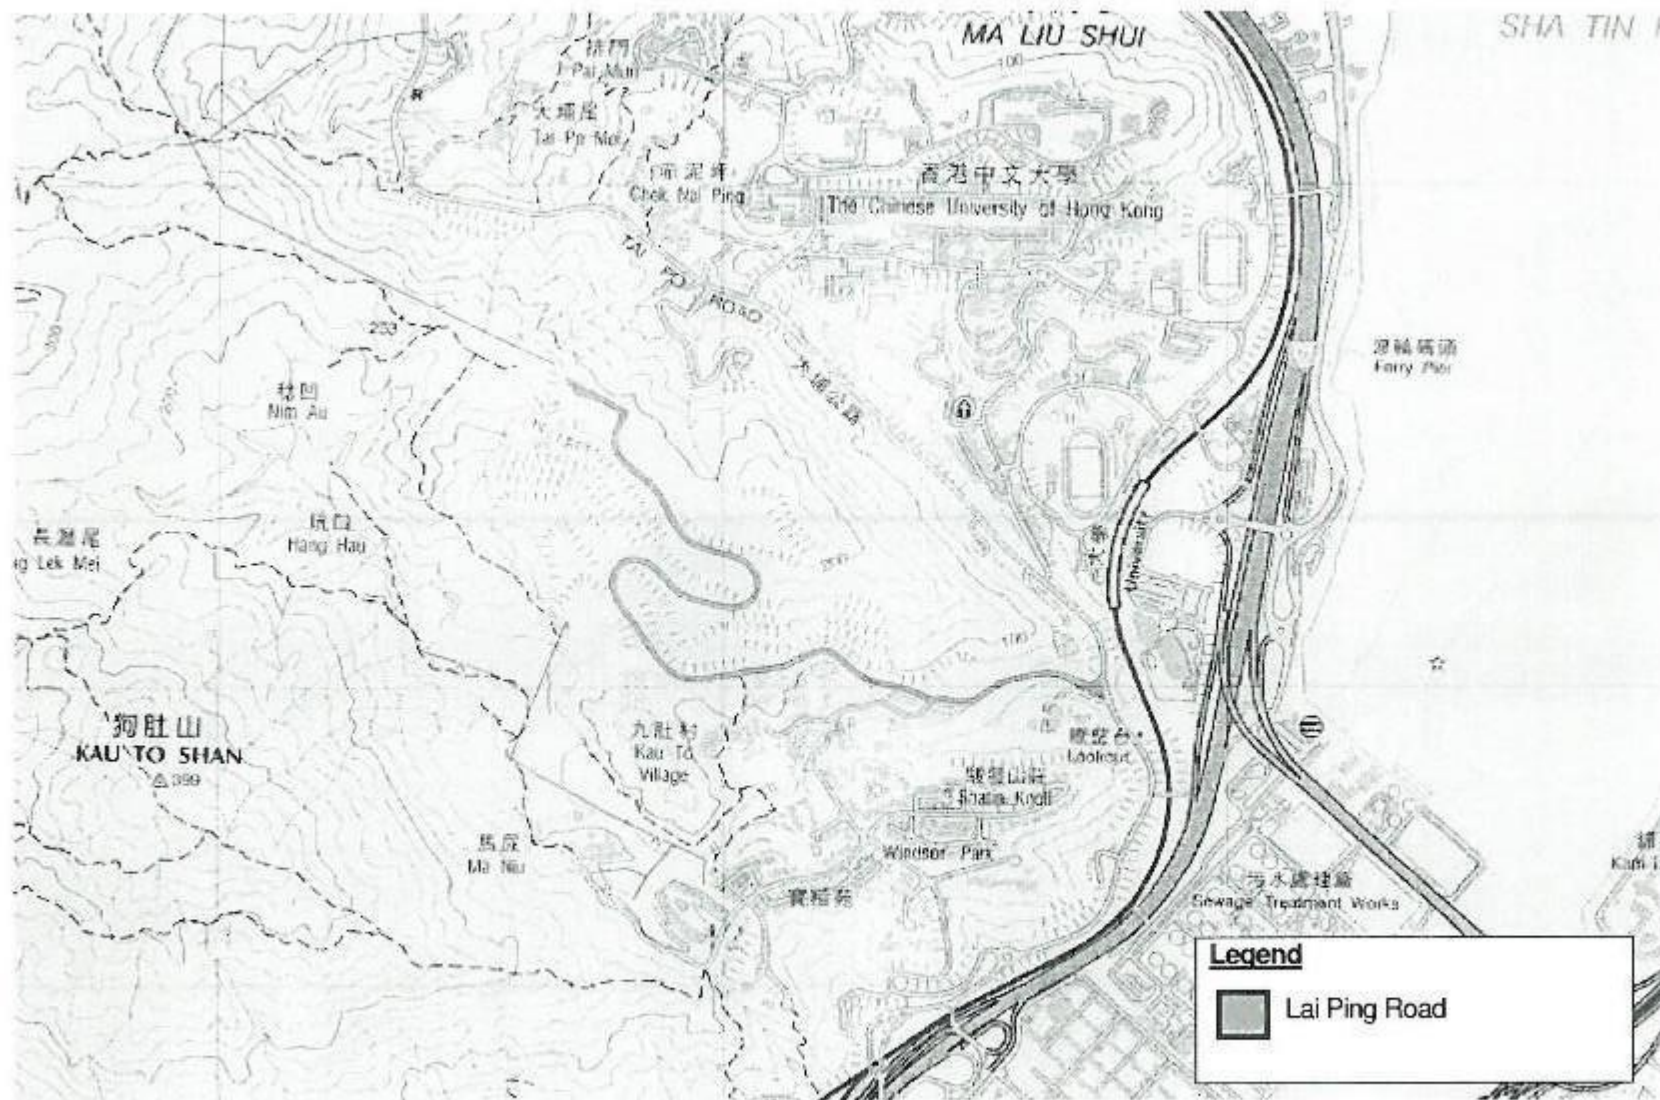 MA LIU SHUI
SHA TIN
100
排門
Pai Mun
大埔尾
Tai Po Mei
赤泥坪
Chek Nai Ping
香港中文大學
The Chinese University of Hong Kong
TAI PO ROAD
大埔公路
渡輪碼頭
Ferry Pier
203
200
稔凹
Nim Au
坑口
Hang Hau
長瀝尾
Lek Mei
大學
University
100
狗肚山
KAU TO SHAN
399
九肚村
Kau To
Village
瞭望台
Lookout
駿景山莊
Shatin Knoll
Windsor Park
馬尿
Ma Niu
寶松苑
污水處理廠
Sewage Treatment Works
Legend
Lai Ping Road